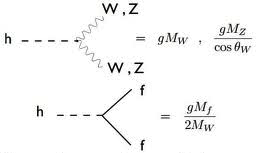 W,Z
h = gM_W , gM_Z / cos θ_W
W,Z
f
h = gM_f / 2M_W
f